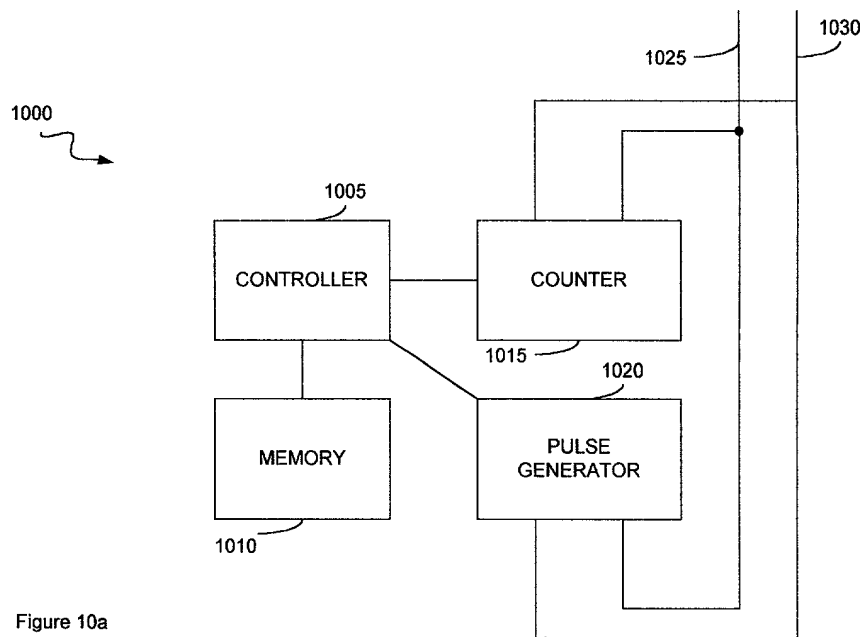 1030
1025
1000
1005
CONTROLLER
COUNTER
1015
1020
MEMORY
PULSE
GENERATOR
1010
Figure 10a